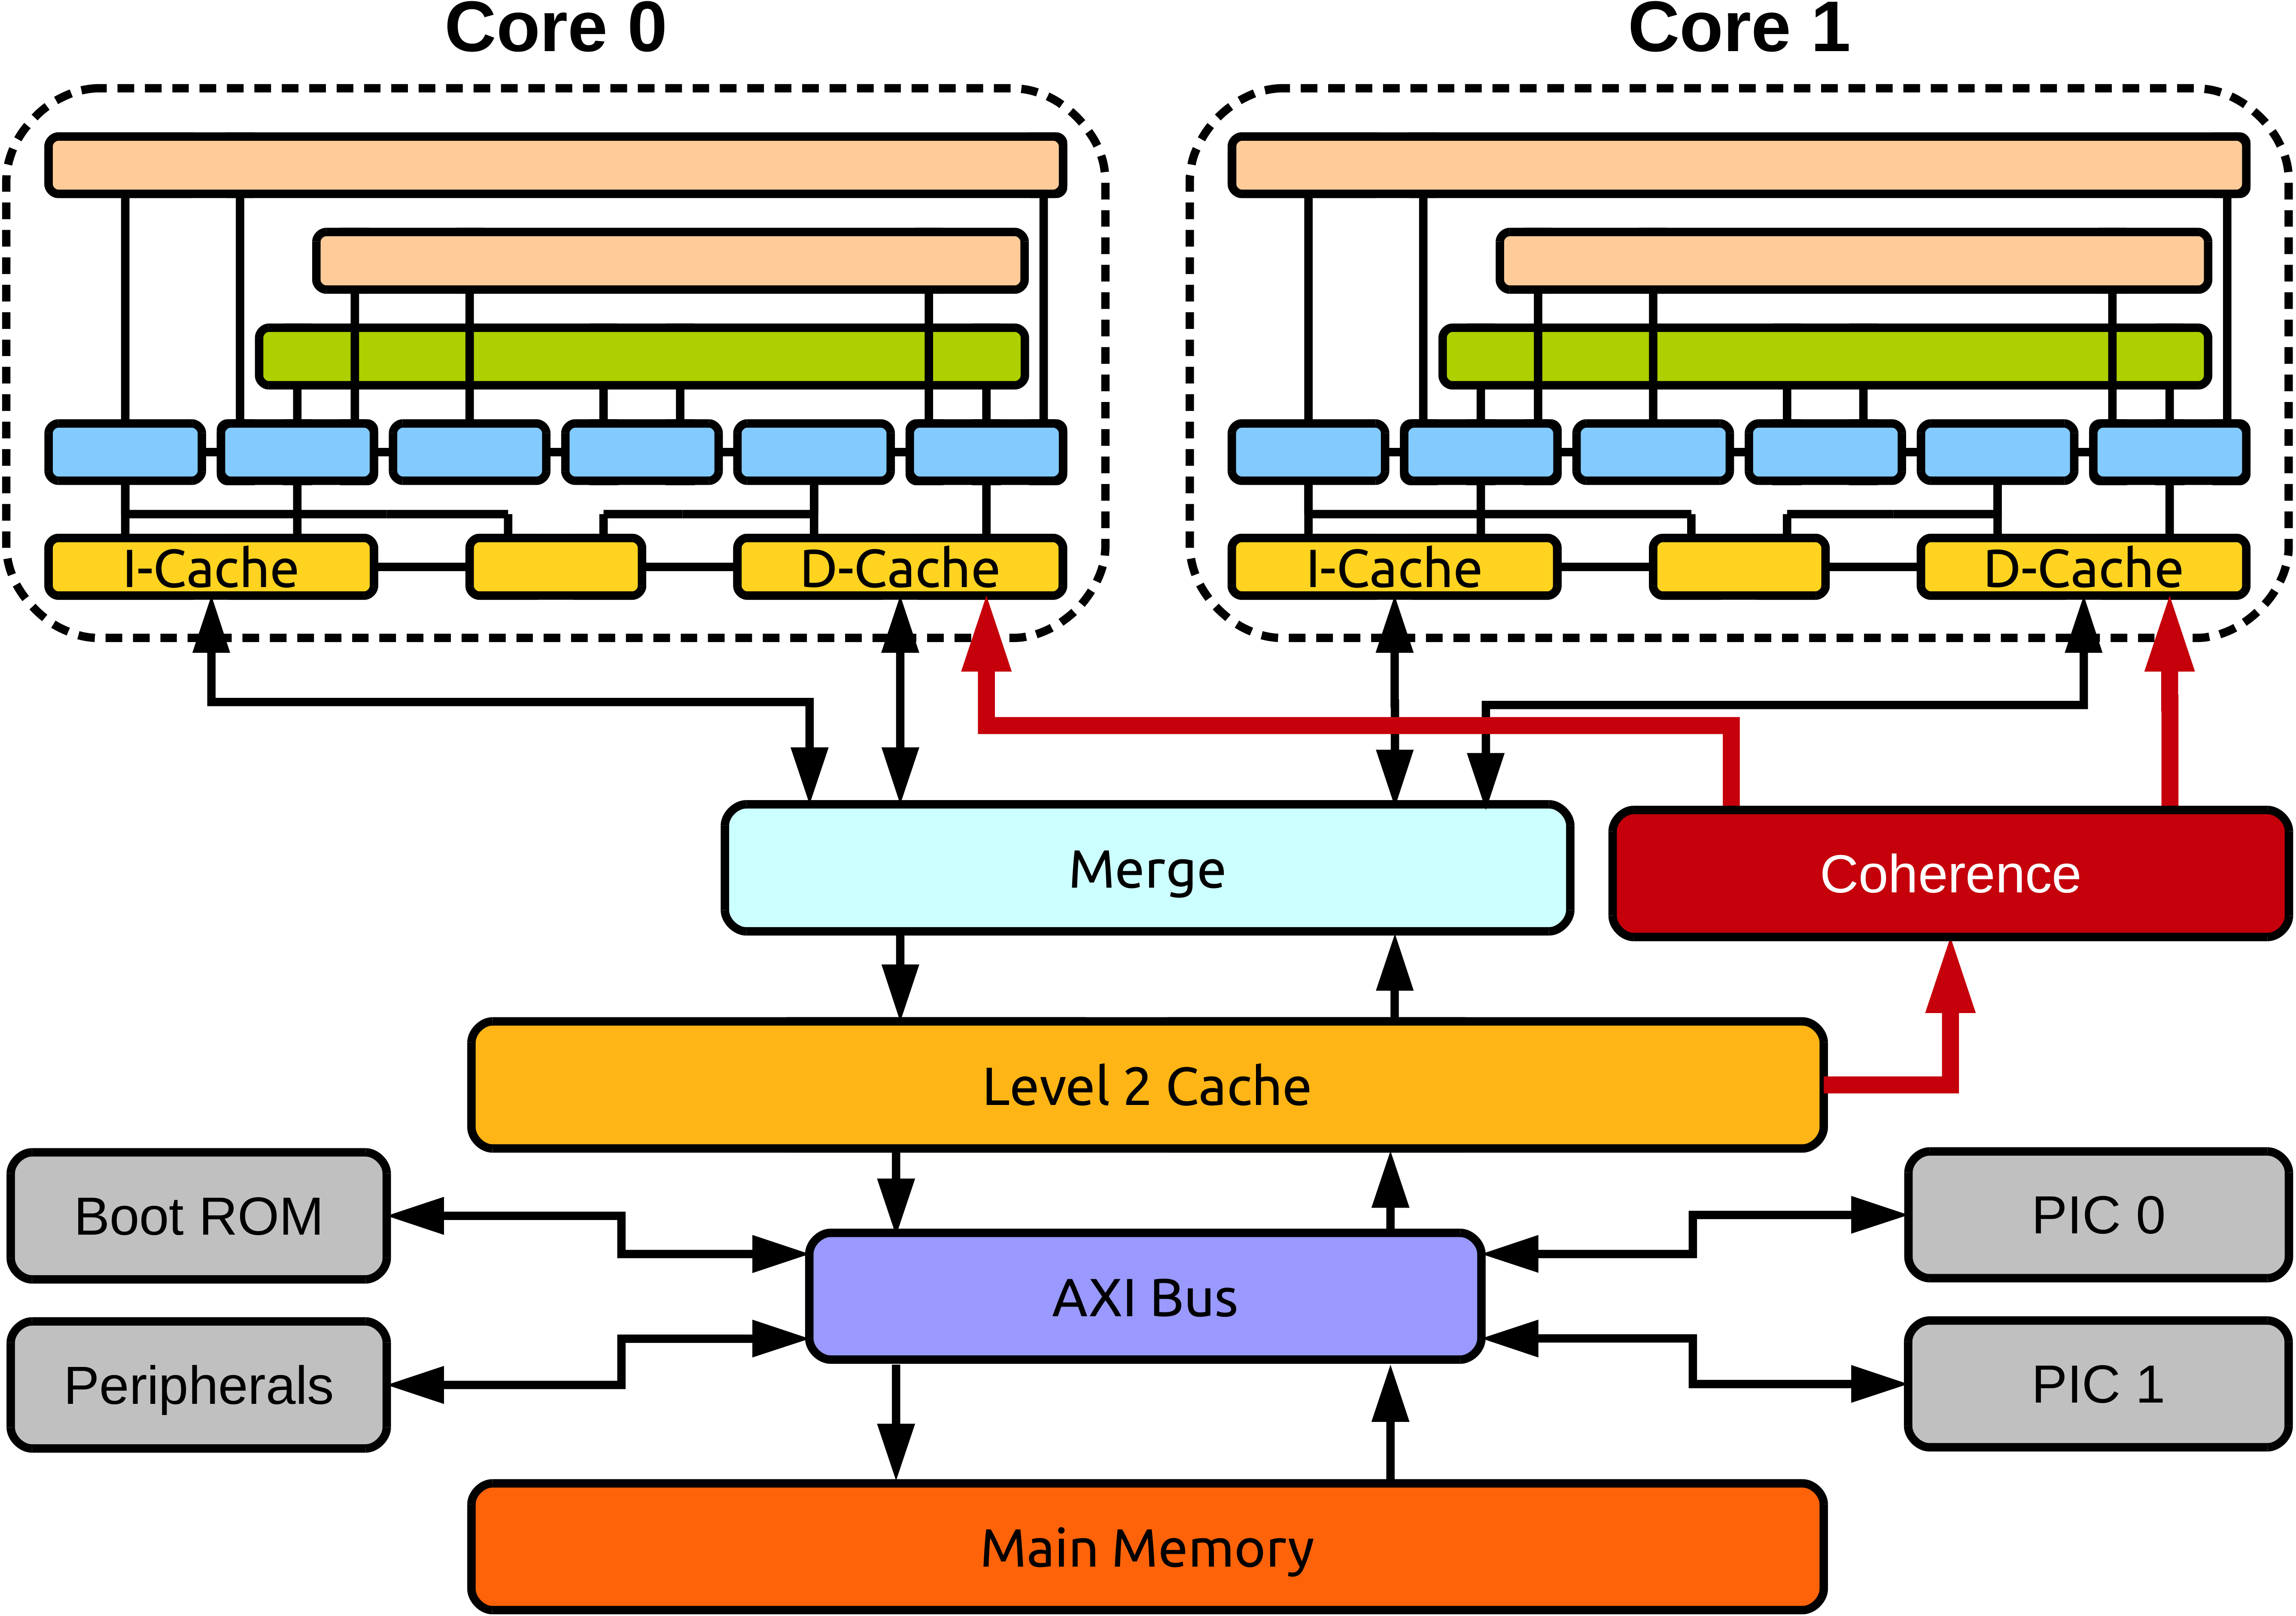 Core 0
Core 1
I-Cache
D-Cache
I-Cache
D-Cache
Merge
Coherence
Level 2 Cache
Boot ROM
PIC 0
AXI Bus
Peripherals
PIC 1
Main Memory